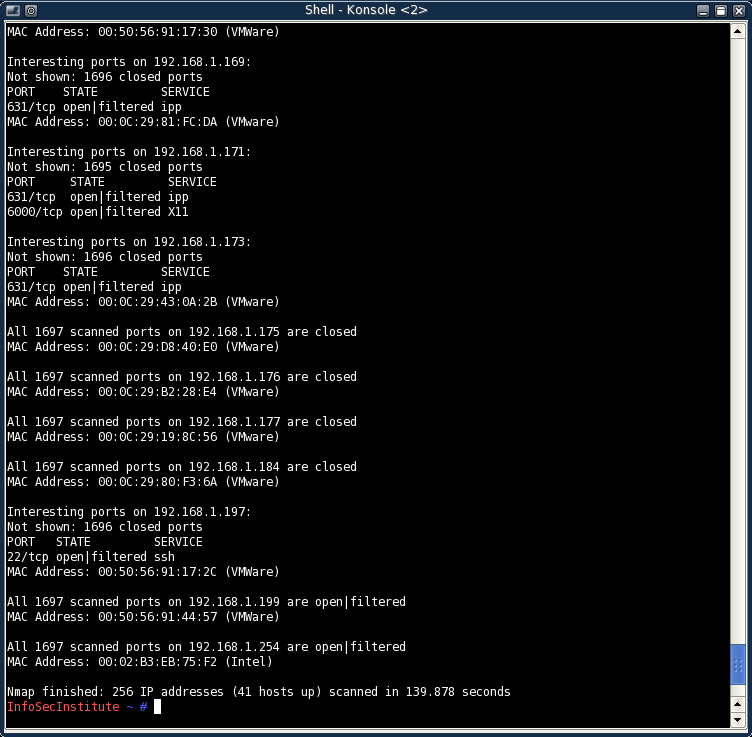 Shell - Konsole <2>
MAC Address: 00:50:56:91:17:30 (VMWare)
Interesting ports on 192.168.1.169:
Not shown: 1696 closed ports
PORT    STATE         SERVICE
631/tcp open|filtered ipp
MAC Address: 00:0C:29:81:FC:DA (VMware)
Interesting ports on 192.168.1.171:
Not shown: 1695 closed ports
PORT     STATE         SERVICE
631/tcp  open|filtered ipp
6000/tcp open|filtered X11
Interesting ports on 192.168.1.173:
Not shown: 1696 closed ports
PORT    STATE         SERVICE
631/tcp open|filtered ipp
MAC Address: 00:0C:29:43:0A:2B (VMware)
All 1697 scanned ports on 192.168.1.175 are closed
MAC Address: 00:0C:29:D8:40:E0 (VMware)
All 1697 scanned ports on 192.168.1.176 are closed
MAC Address: 00:0C:29:B2:28:E4 (VMware)
All 1697 scanned ports on 192.168.1.177 are closed
MAC Address: 00:0C:29:19:8C:56 (VMware)
All 1697 scanned ports on 192.168.1.184 are closed
MAC Address: 00:0C:29:80:F3:6A (VMware)
Interesting ports on 192.168.1.197:
Not shown: 1696 closed ports
PORT   STATE         SERVICE
22/tcp open|filtered ssh
MAC Address: 00:50:56:91:17:2C (VMWare)
All 1697 scanned ports on 192.168.1.199 are open|filtered
MAC Address: 00:50:56:91:44:57 (VMWare)
All 1697 scanned ports on 192.168.1.254 are open|filtered
MAC Address: 00:02:B3:EB:75:F2 (Intel)
Nmap finished: 256 IP addresses (41 hosts up) scanned in 139.878 seconds
InfoSecInstitute ~ #